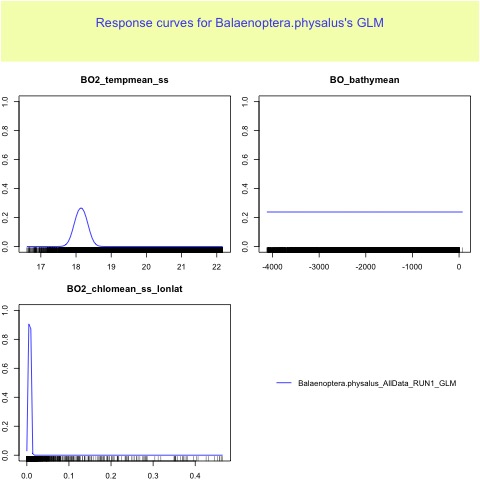 Response curves for Balaenoptera.physalus's GLM
BO2_tempmean_ss
BO_bathymean
0.0 0.2 0.4 0.6 0.8 1.0
17 18 19 20 21 22
0.0 0.2 0.4 0.6 0.8 1.0
-4000 -3000 -2000 -1000 0
BO2_chlomean_ss_lonlat
0.0 0.2 0.4 0.6 0.8 1.0
0.0 0.1 0.2 0.3 0.4
Balaenoptera.physalus_AllData_RUN1_GLM